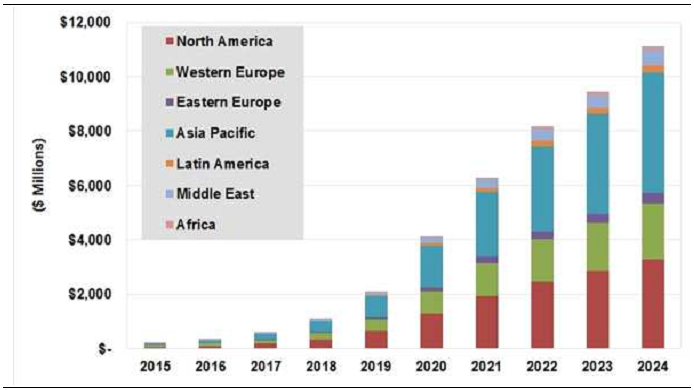 $12,000
$10,000
$8,000
$6,000
$4,000
$2,000
$-
($ Millions)
North America
Western Europe
Eastern Europe
Asia Pacific
Latin America
Middle East
Africa
2015 2016 2017 2018 2019 2020 2021 2022 2023 2024